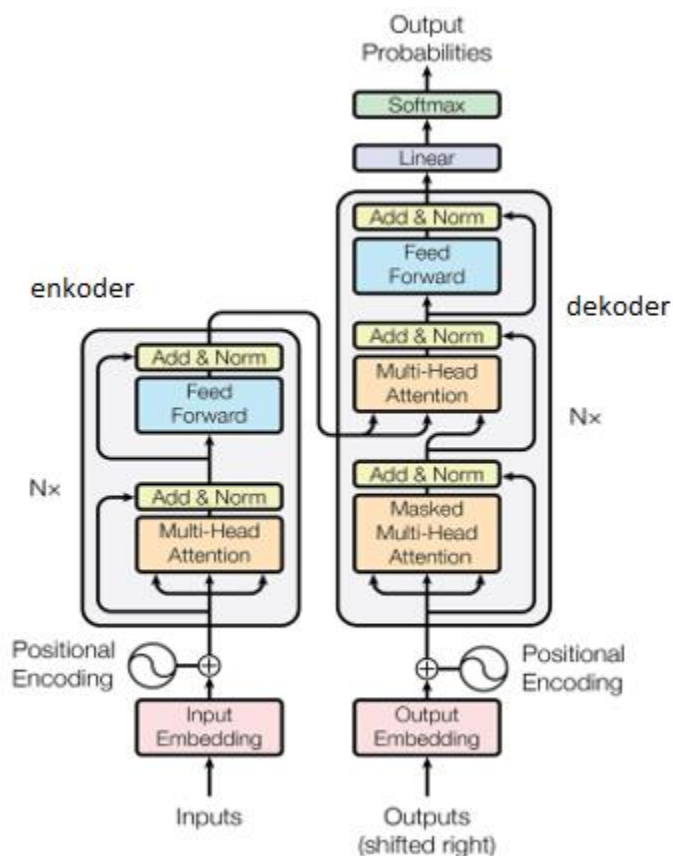 Output
Probabilities
Softmax
Linear
Add & Norm
Feed
Forward
Add & Norm
Multi-Head
Attention
Add & Norm
Masked
Multi-Head
Attention
dekoder
N×
Positional
Encoding
Output
Embedding
Outputs
(shifted right)
enkoder
Add & Norm
Feed
Forward
Add & Norm
Multi-Head
Attention
N×
Positional
Encoding
Input
Embedding
Inputs